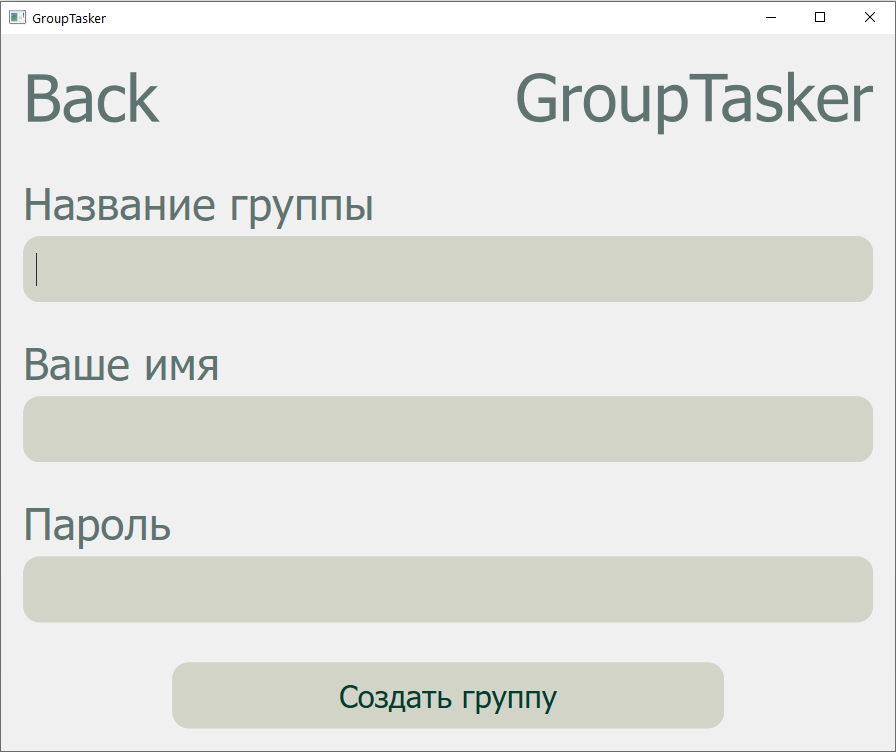 GroupTasker
Back GroupTasker
Название группы
Ваше имя
Пароль
Создать группу